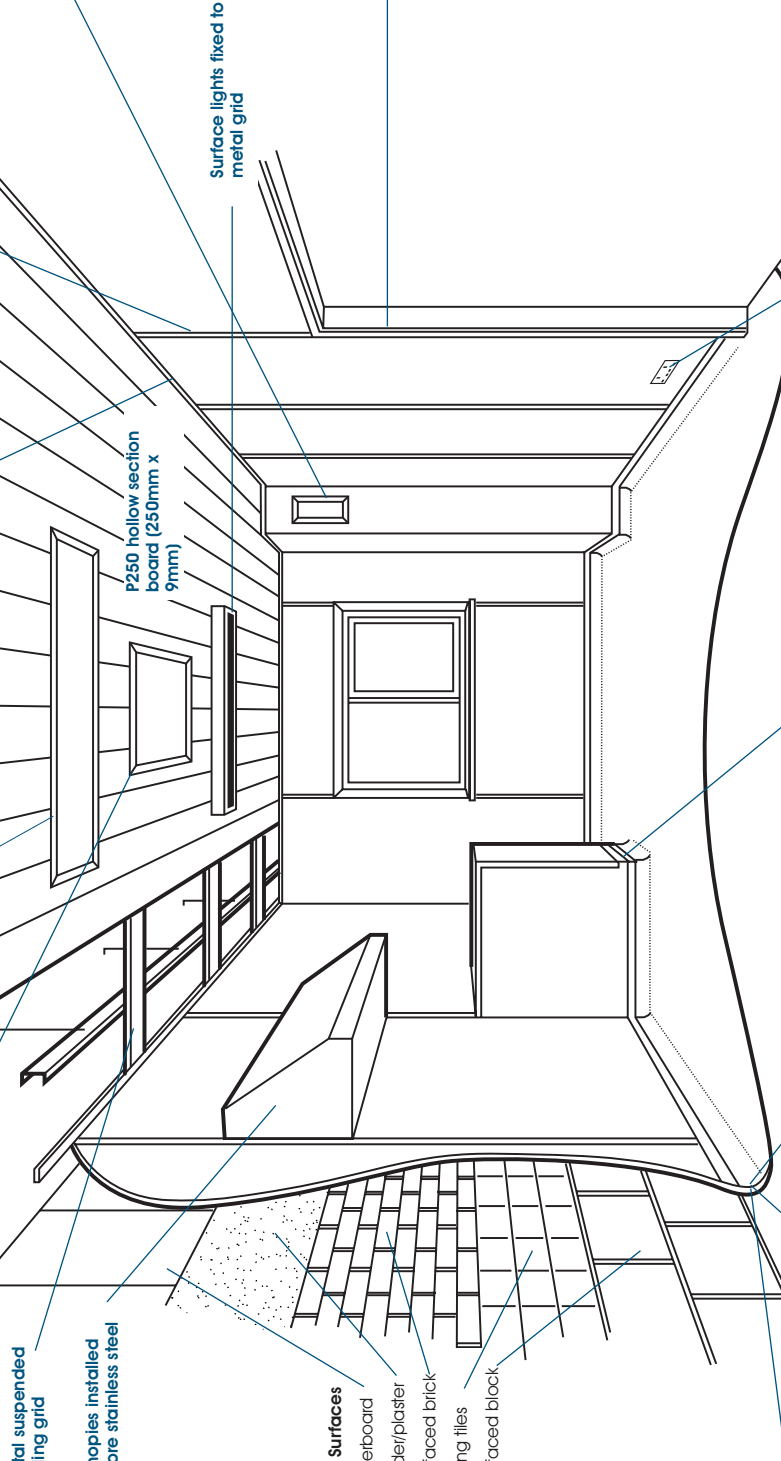 Surface lights fixed to
metal grid
P250 hollow section
board (250mm x
9mm)
tal suspended
ing grid
nopies installed
ore stainless steel
Surfaces
erboard
der/plaster
faced brick
ng tiles
faced block